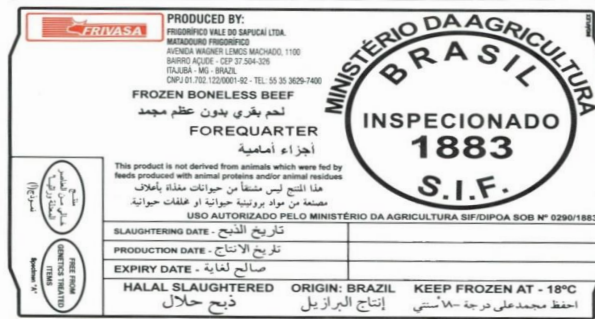 FRIVASA
PRODUCED BY:
FRIGORÍFICO VALE DO SAPUCAÍ LTDA.
MATADOURO FRIGORÍFICO
AVENIDA WAGNER LEMOS MACHADO, 1100
BAIRRO AÇUDE - CEP 37.504-326
ITAJUBÁ - MG - BRAZIL
CNPJ 01.702.122/0001-92 - TEL: 55 35 3629-7400
FROZEN BONELESS BEEF
لحم بقري بدون عظم مجمد
FOREQUARTER
أجزاء أمامية
This product is not derived from animals which were fed by
feeds produced with animal proteins and/or animal residues
هذا المنتج ليس مشتقاً من حيوانات مغذاة بأعلاف
مصنعة من مواد بروتينية حيوانية او مخلفات حيوانية
MINISTÉRIO DA AGRICULTURA
BRASIL
INSPECIONADO
1883
S.I.F.
USO AUTORIZADO PELO MINISTÉRIO DA AGRICULTURA SIF/DIPOA SOB Nº 0290/1883
SLAUGHTERING DATE - تاريخ الذبح
PRODUCTION DATE - تاريخ الانتاج
EXPIRY DATE - صالح لغاية
HALAL SLAUGHTERED
ذبح حلال
ORIGIN: BRAZIL
إنتاج البرازيل
KEEP FROZEN AT - 18ºC
احفظ مجمد على درجة -١٨ سنتي
FREE FROM
GENETICS TREATED
ITEMS
Specimen "A"